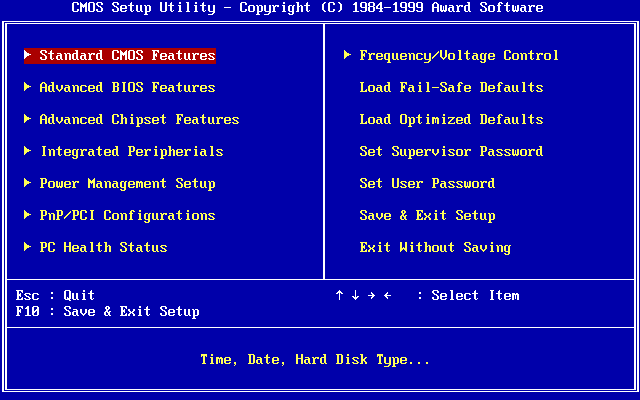 CMOS Setup Utility - Copyright (C) 1984-1999 Award Software
▶ Standard CMOS Features
▶ Advanced BIOS Features
▶ Advanced Chipset Features
▶ Integrated Peripherials
▶ Power Management Setup
▶ PnP/PCI Configurations
▶ PC Health Status
▶ Frequency/Voltage Control
Load Fail-Safe Defaults
Load Optimized Defaults
Set Supervisor Password
Set User Password
Save & Exit Setup
Exit Without Saving
Esc : Quit
F10 : Save & Exit Setup
↑ ↓ → ← : Select Item
Time, Date, Hard Disk Type...